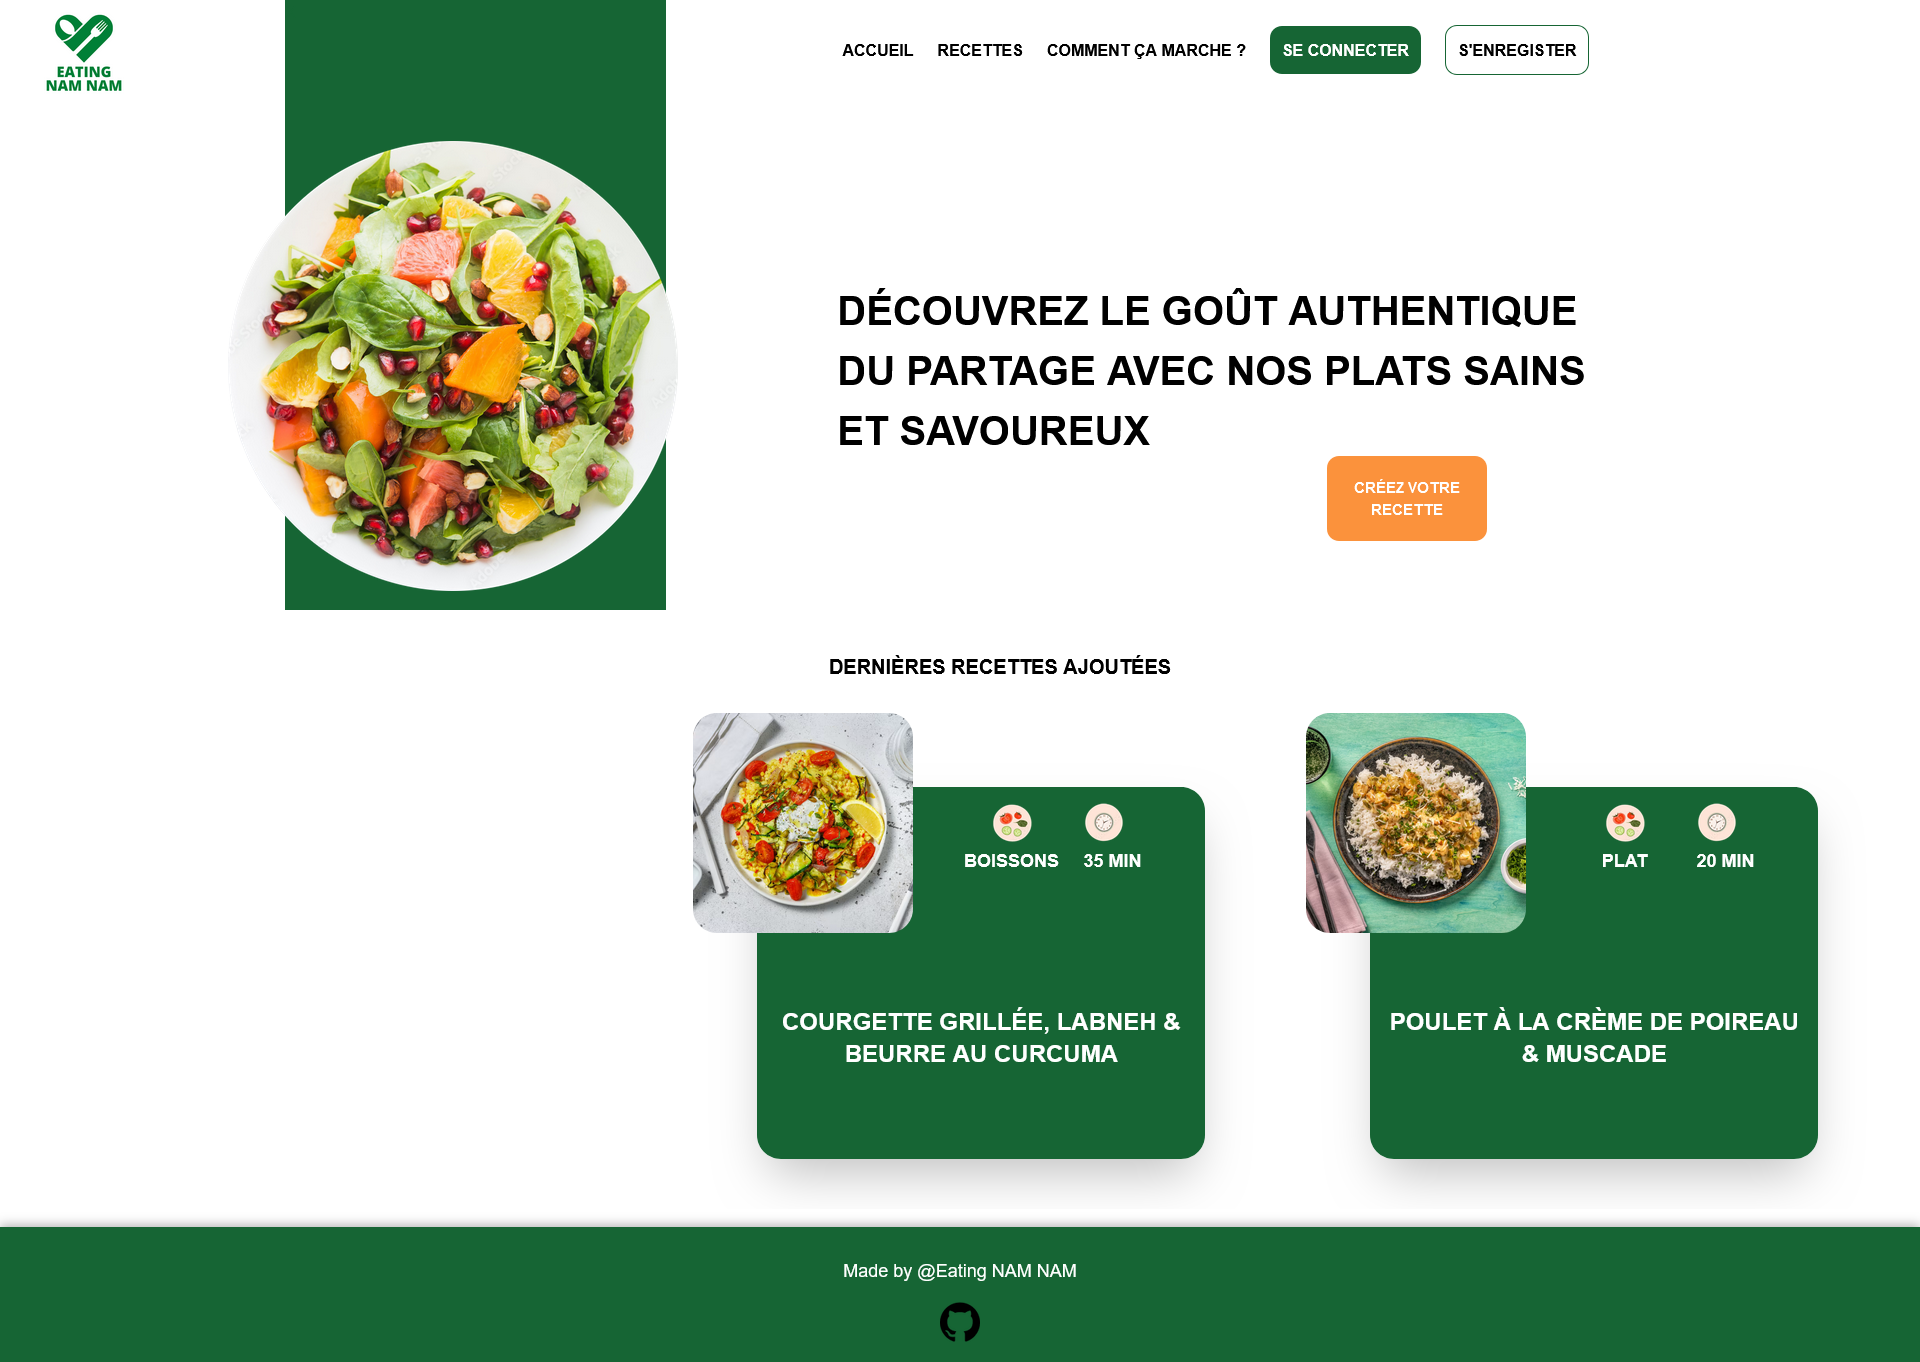 EATING
NAM NAM
ACCUEIL RECETTES COMMENT ÇA MARCHE ? SE CONNECTER S'ENREGISTER
DÉCOUVREZ LE GOÛT AUTHENTIQUE
DU PARTAGE AVEC NOS PLATS SAINS
ET SAVOUREUX
CRÉEZ VOTRE
RECETTE
DERNIÈRES RECETTES AJOUTÉES
BOISSONS 35 MIN
COURGETTE GRILLÉE, LABNEH &
BEURRE AU CURCUMA
PLAT 20 MIN
POULET À LA CRÈME DE POIREAU
& MUSCADE
Made by @Eating NAM NAM